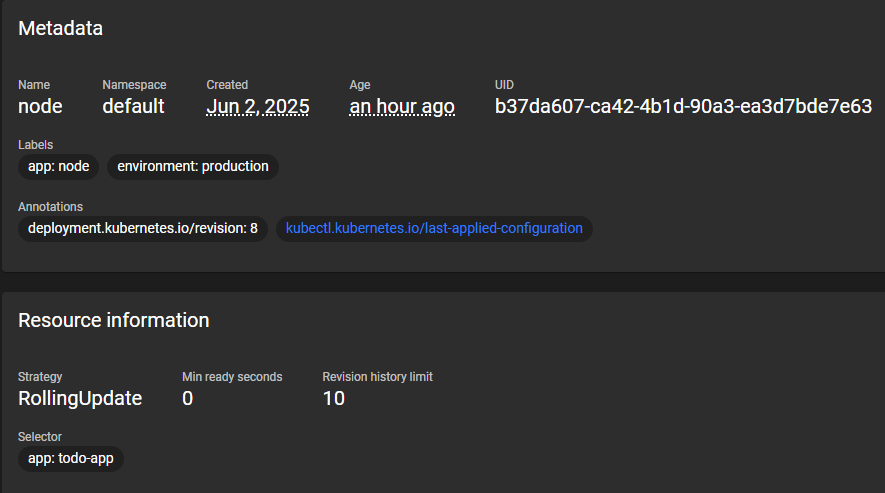 Metadata
Name Namespace Created Age UID
node default Jun 2, 2025 an hour ago b37da607-ca42-4b1d-90a3-ea3d7bde7e63
Labels
app: node environment: production
Annotations
deployment.kubernetes.io/revision: 8 kubectl.kubernetes.io/last-applied-configuration
Resource information
Strategy Min ready seconds Revision history limit
RollingUpdate 0 10
Selector
app: todo-app